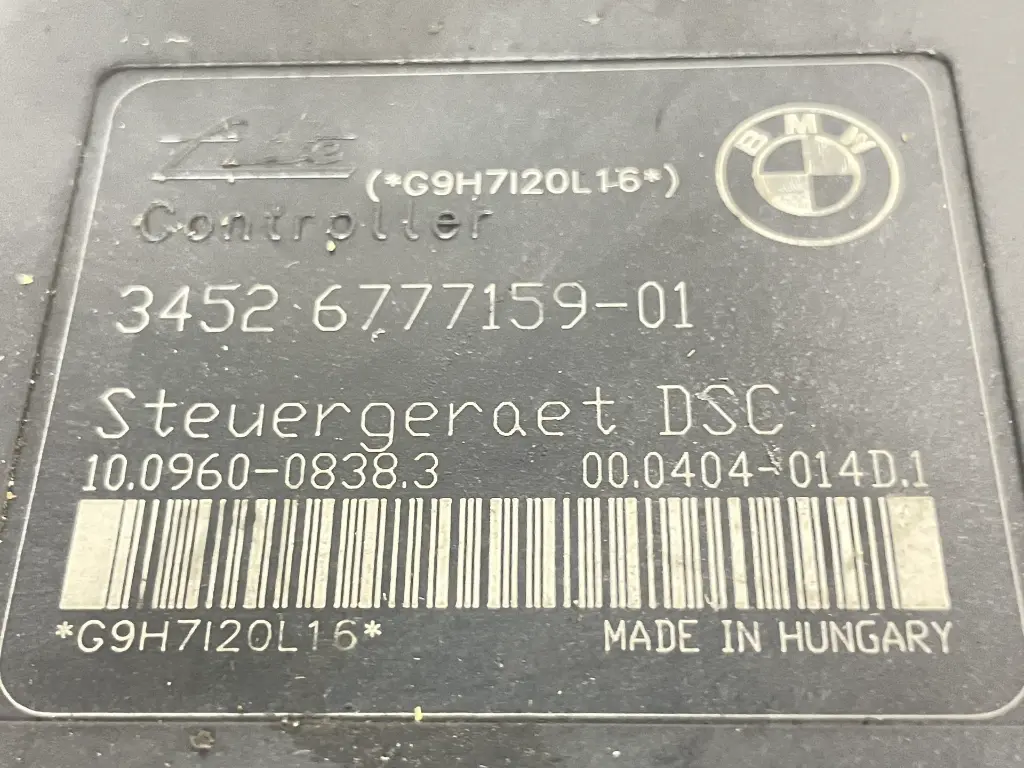 Ate
BMW
(*G9H7I20L16*)
Controller
3452 6777159-01
Steuergeraet DSC
10.0960-0838.3 00.0404-014D.1
*G9H7I20L16* MADE IN HUNGARY